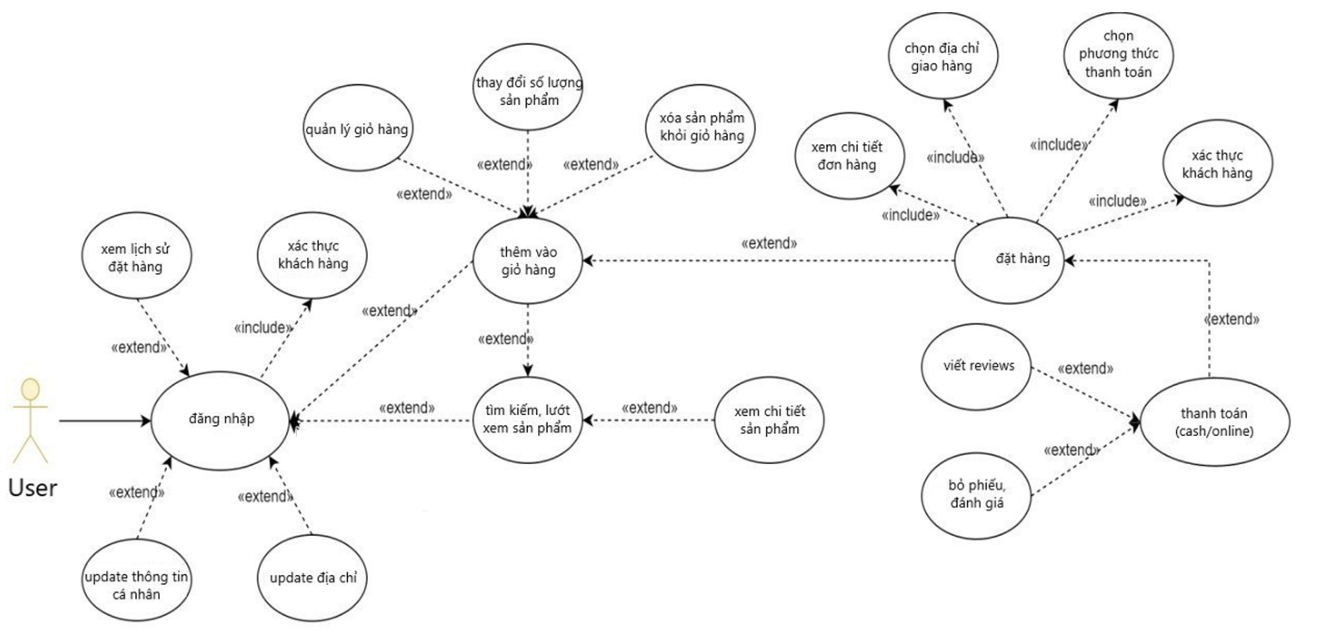 chọn địa chỉ
giao hàng
chọn
phương thức
thanh toán
thay đổi số lượng
sản phẩm
quản lý giỏ hàng
xóa sản phẩm
khỏi giỏ hàng
xem chi tiết
đơn hàng
xác thực
khách hàng
«extend»
«extend»
«extend»
«include»
«include»
«include»
«include»
xem lịch sử
đặt hàng
xác thực
khách hàng
thêm vào
giỏ hàng
«extend»
đặt hàng
«extend»
«include»
«extend»
«extend»
«extend»
viết reviews
«extend»
đăng nhập
«extend»
tìm kiếm, lướt
xem sản phẩm
«extend»
xem chi tiết
sản phẩm
thanh toán
(cash/online)
«extend»
User
«extend»
«extend»
bỏ phiếu,
đánh giá
update thông tin
cá nhân
update địa chỉ